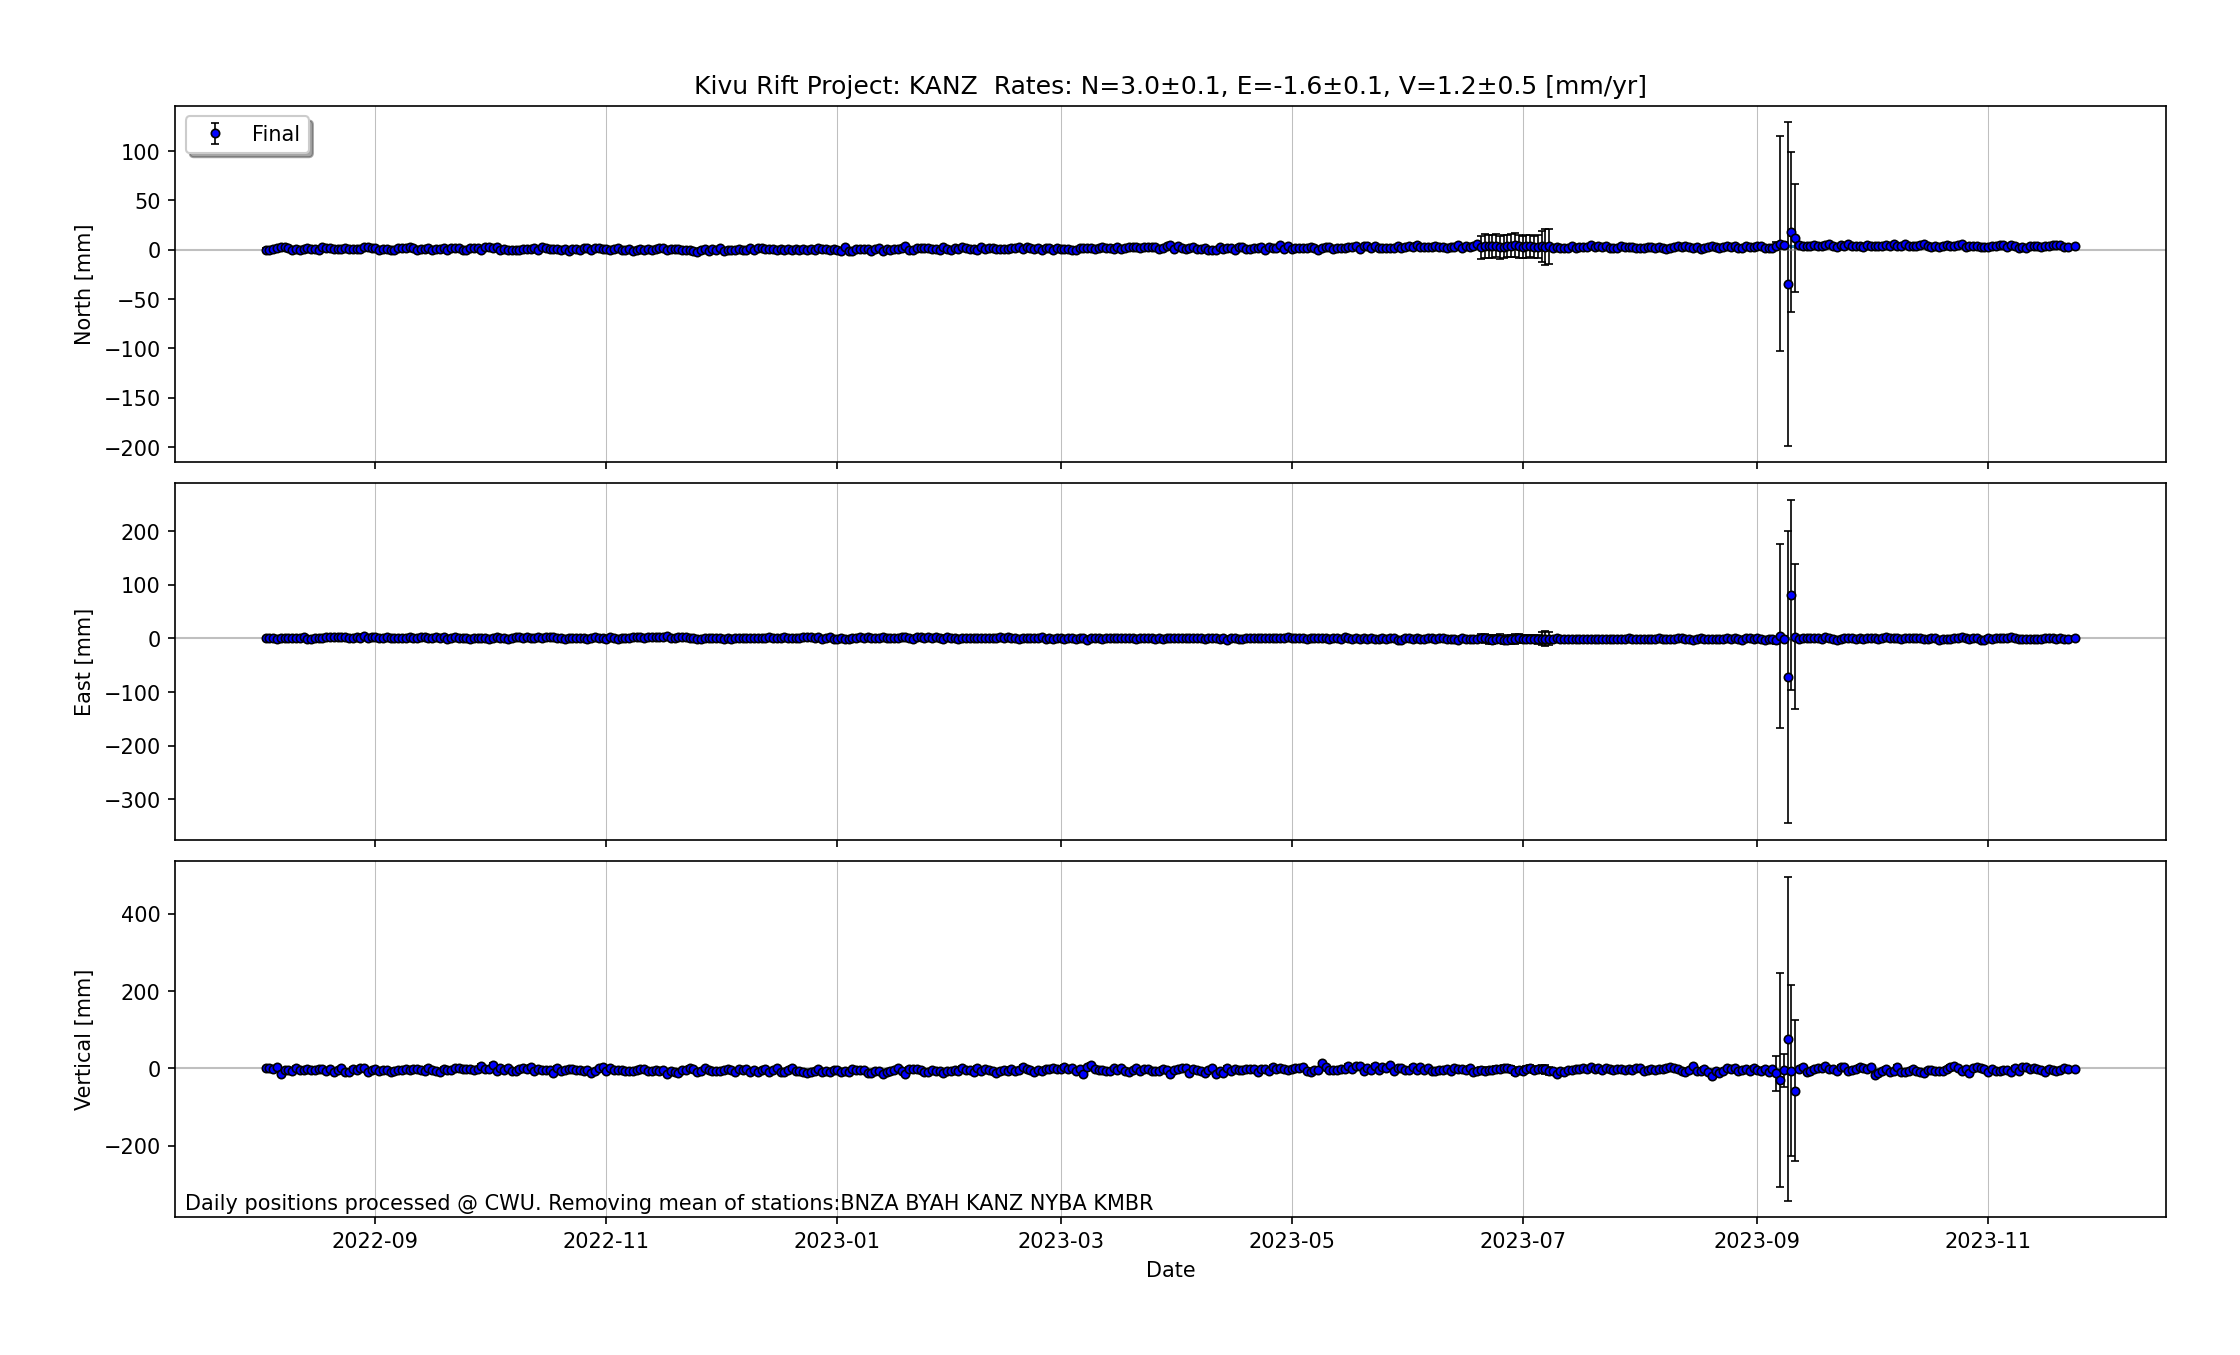 Kivu Rift Project: KANZ  Rates: N=3.0±0.1, E=-1.6±0.1, V=1.2±0.5 [mm/yr]
Final
North [mm]
100
50
0
−50
−100
−150
−200
East [mm]
200
100
0
−100
−200
−300
Vertical [mm]
400
200
0
−200
Daily positions processed @ CWU. Removing mean of stations:BNZA BYAH KANZ NYBA KMBR
2022-09 2022-11 2023-01 2023-03 2023-05 2023-07 2023-09 2023-11
Date